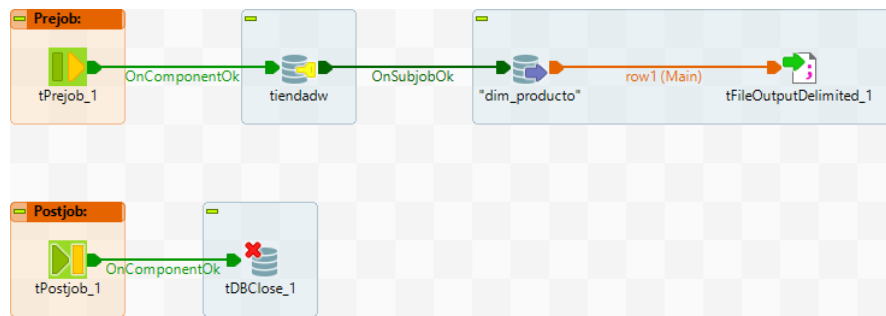 Prejob:
OnComponentOk
OnSubjobOk
row1 (Main)
tPrejob_1
tiendadw
"dim_producto"
tFileOutputDelimited_1
Postjob:
OnComponentOk
tPostjob_1
tDBClose_1